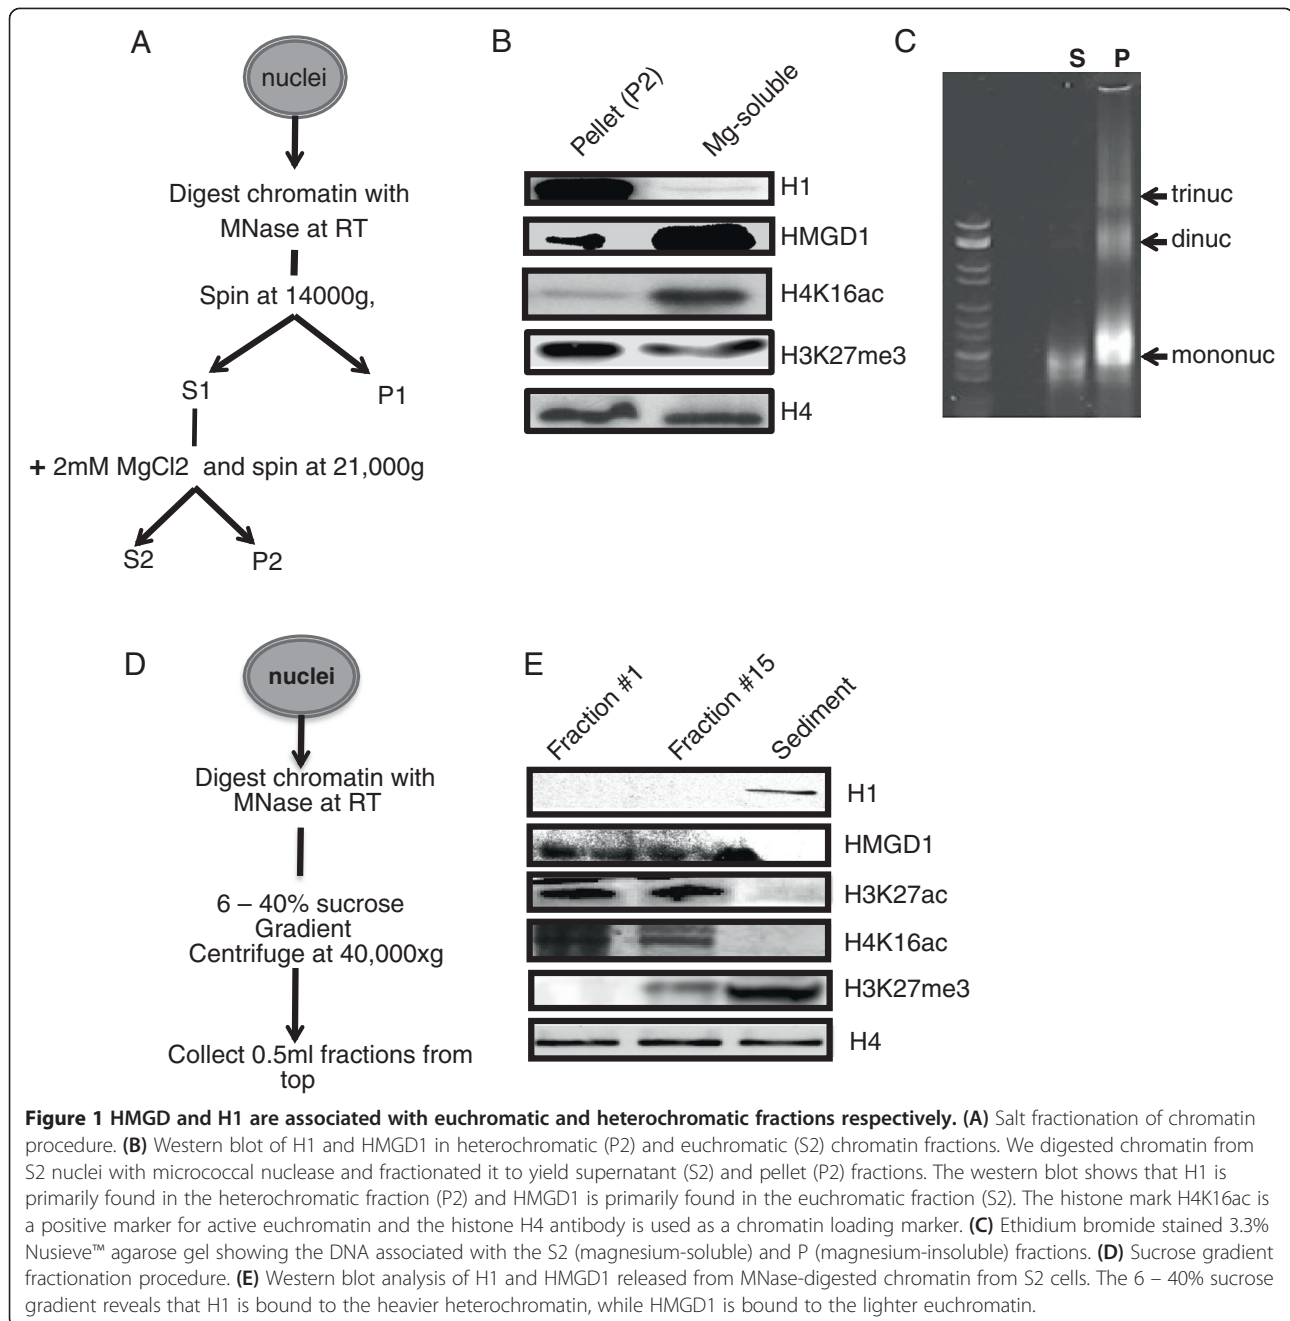 A
nuclei
Digest chromatin with
MNase at RT
Spin at 14000g,
S1
P1
+ 2mM MgCl2 and spin at 21,000g
S2
P2
B
Pellet (P2)
Mg-soluble
H1
HMGD1
H4K16ac
H3K27me3
H4
C
S P
trinuc
dinuc
mononuc
D
nuclei
Digest chromatin with
MNase at RT
6 – 40% sucrose
Gradient
Centrifuge at 40,000xg
Collect 0.5ml fractions from
top
E
Fraction #1
Fraction #15
Sediment
H1
HMGD1
H3K27ac
H4K16ac
H3K27me3
H4
Figure 1 HMGD and H1 are associated with euchromatic and heterochromatic fractions respectively. (A) Salt fractionation of chromatin
procedure. (B) Western blot of H1 and HMGD1 in heterochromatic (P2) and euchromatic (S2) chromatin fractions. We digested chromatin from
S2 nuclei with micrococcal nuclease and fractionated it to yield supernatant (S2) and pellet (P2) fractions. The western blot shows that H1 is
primarily found in the heterochromatic fraction (P2) and HMGD1 is primarily found in the euchromatic fraction (S2). The histone mark H4K16ac is
a positive marker for active euchromatin and the histone H4 antibody is used as a chromatin loading marker. (C) Ethidium bromide stained 3.3%
Nusieve™ agarose gel showing the DNA associated with the S2 (magnesium-soluble) and P (magnesium-insoluble) fractions. (D) Sucrose gradient
fractionation procedure. (E) Western blot analysis of H1 and HMGD1 released from MNase-digested chromatin from S2 cells. The 6 – 40% sucrose
gradient reveals that H1 is bound to the heavier heterochromatin, while HMGD1 is bound to the lighter euchromatin.